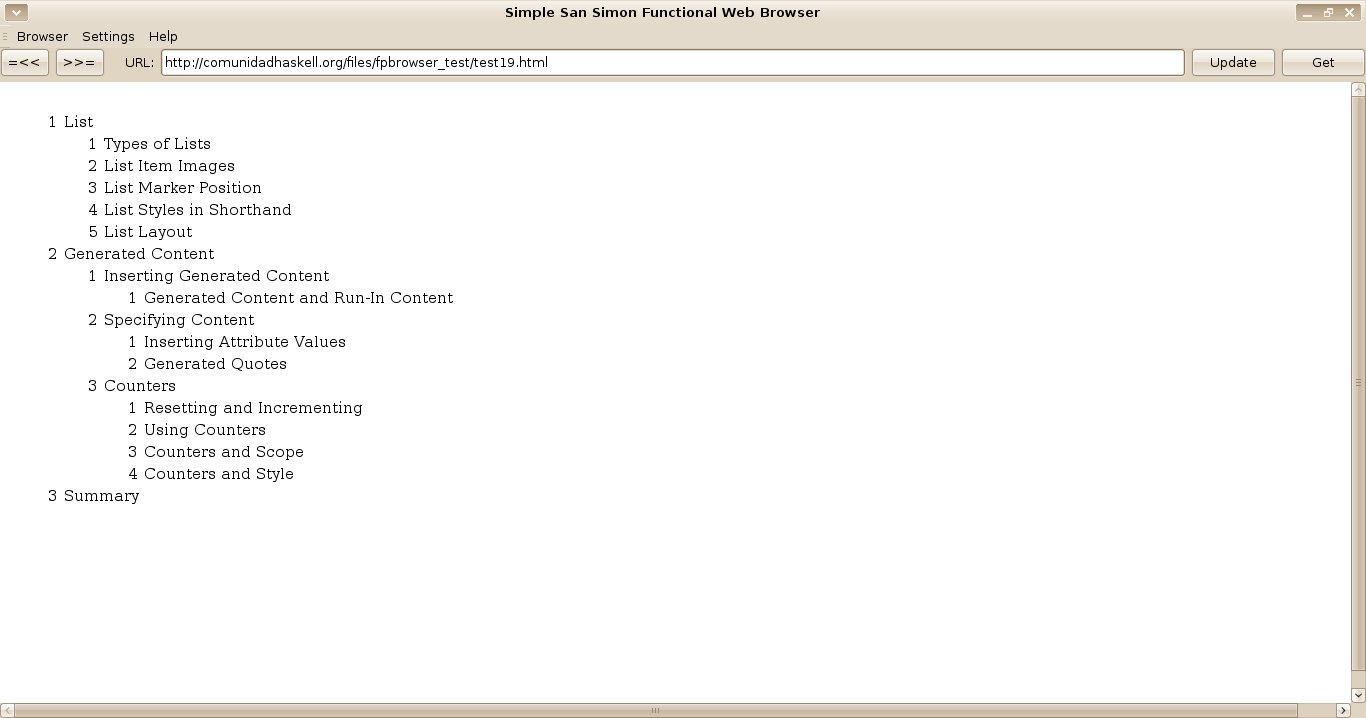 Simple San Simon Functional Web Browser
Browser Settings Help
=<< >>= URL: http://comunidadhaskell.org/files/fpbrowser_test/test19.html Update Get
1 List
1 Types of Lists
2 List Item Images
3 List Marker Position
4 List Styles in Shorthand
5 List Layout
2 Generated Content
1 Inserting Generated Content
1 Generated Content and Run-In Content
2 Specifying Content
1 Inserting Attribute Values
2 Generated Quotes
3 Counters
1 Resetting and Incrementing
2 Using Counters
3 Counters and Scope
4 Counters and Style
3 Summary